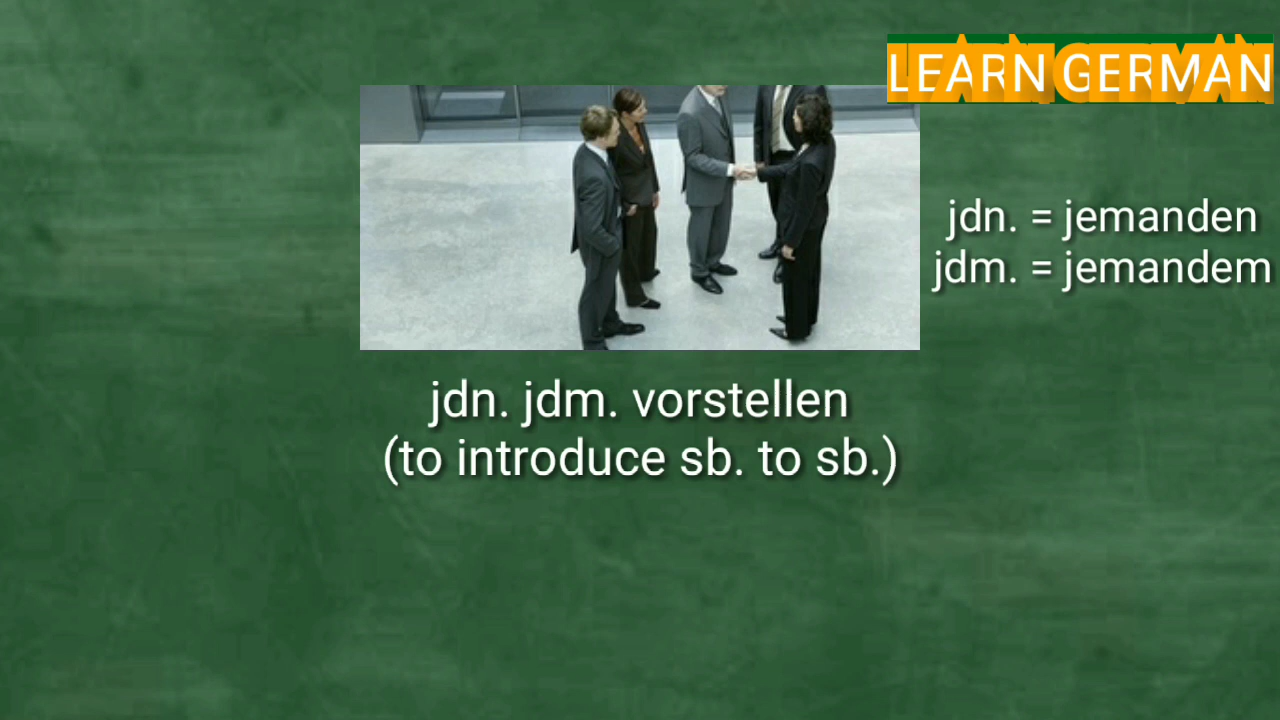 LEARN GERMAN
jdn. = jemanden
jdm. = jemandem
jdn. jdm. vorstellen
(to introduce sb. to sb.)